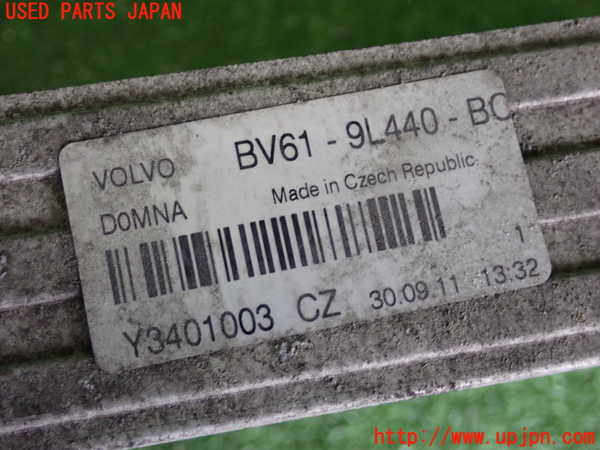 USED PARTS JAPAN
VOLVO BV61 - 9L440 - BC
DOMNA Made in Czech Republic
1
Y3401003 CZ 30.09.11 13:32
http://www.upjpn.com/